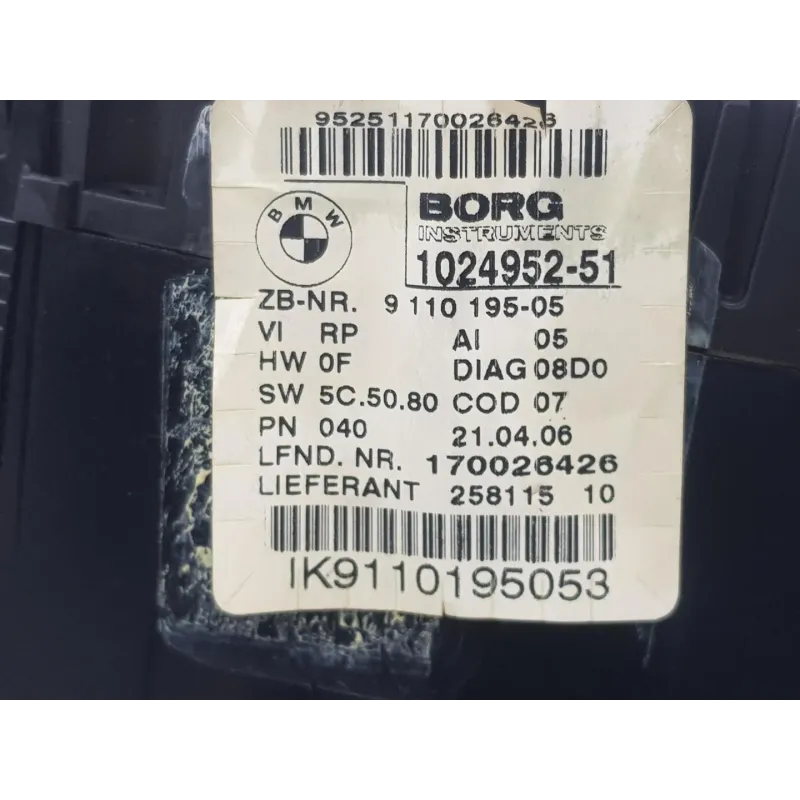 95251170026426
BMW
BORG
INSTRUMENTS
1024952-51
ZB-NR. 9 110 195-05
VI RP AI 05
HW 0F DIAG 08D0
SW 5C.50.80 COD 07
PN 040 21.04.06
LFND. NR. 170026426
LIEFERANT 258115 10
IK9110195053